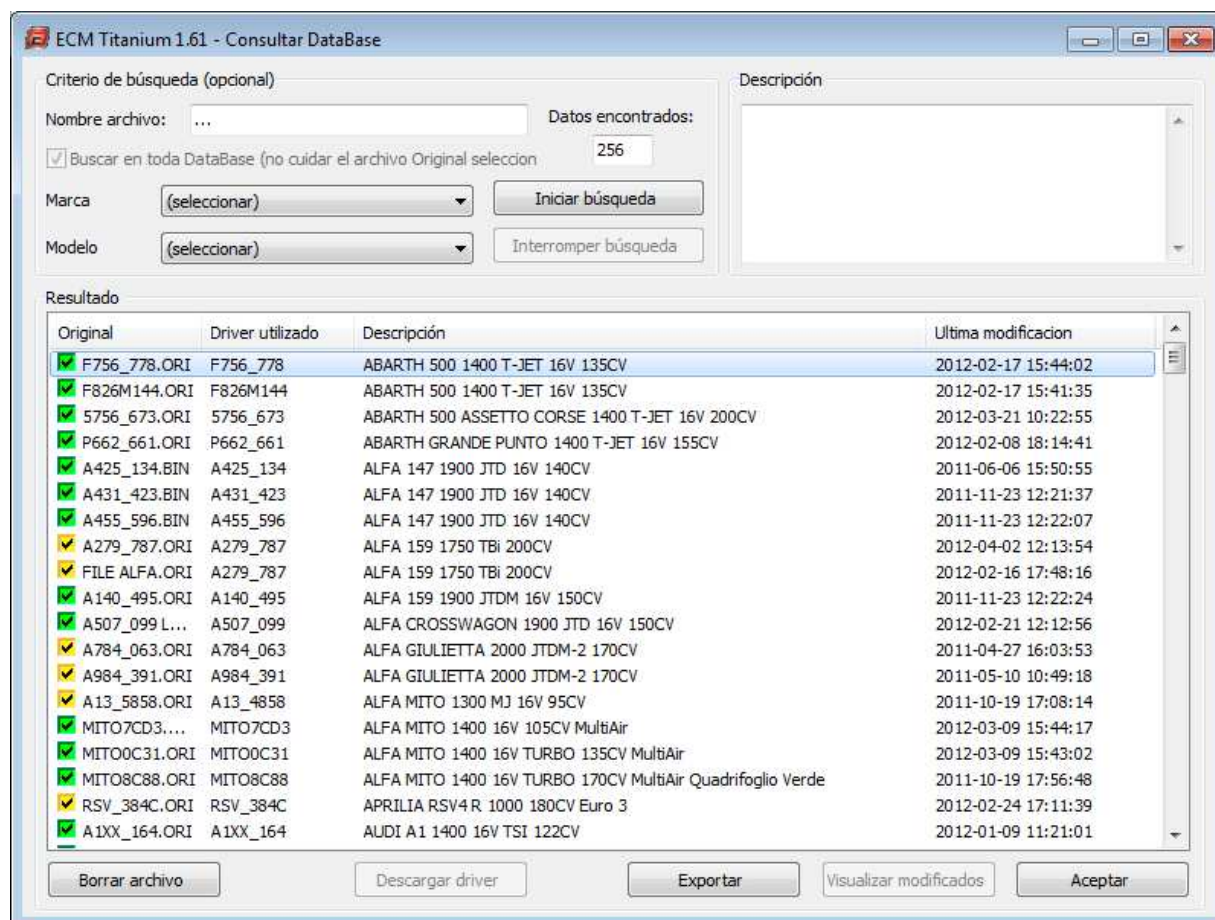 ECM Titanium 1.61 - Consultar DataBase
Criterio de búsqueda (opcional)
Descripción
Nombre archivo: ...
Datos encontrados:
256
Buscar en toda DataBase (no cuidar el archivo Original seleccion
Marca (seleccionar) Iniciar búsqueda
Modelo (seleccionar) Interromper búsqueda
Resultado
Original Driver utilizado Descripción Ultima modificacion
F756_778.ORI F756_778 ABARTH 500 1400 T-JET 16V 135CV 2012-02-17 15:44:02
F826M144.ORI F826M144 ABARTH 500 1400 T-JET 16V 135CV 2012-02-17 15:41:35
5756_673.ORI 5756_673 ABARTH 500 ASSETTO CORSE 1400 T-JET 16V 200CV 2012-03-21 10:22:55
P662_661.ORI P662_661 ABARTH GRANDE PUNTO 1400 T-JET 16V 155CV 2012-02-08 18:14:41
A425_134.BIN A425_134 ALFA 147 1900 JTD 16V 140CV 2011-06-06 15:50:55
A431_423.BIN A431_423 ALFA 147 1900 JTD 16V 140CV 2011-11-23 12:21:37
A455_596.BIN A455_596 ALFA 147 1900 JTD 16V 140CV 2011-11-23 12:22:07
A279_787.ORI A279_787 ALFA 159 1750 TBi 200CV 2012-04-02 12:13:54
FILE ALFA.ORI A279_787 ALFA 159 1750 TBi 200CV 2012-02-16 17:48:16
A140_495.ORI A140_495 ALFA 159 1900 JTDM 16V 150CV 2011-11-23 12:22:24
A507_099 L... A507_099 ALFA CROSSWAGON 1900 JTD 16V 150CV 2012-02-21 12:12:56
A784_063.ORI A784_063 ALFA GIULIETTA 2000 JTDM-2 170CV 2011-04-27 16:03:53
A984_391.ORI A984_391 ALFA GIULIETTA 2000 JTDM-2 170CV 2011-05-10 10:49:18
A13_5858.ORI A13_4858 ALFA MITO 1300 MJ 16V 95CV 2011-10-19 17:08:14
MITO7CD3.... MITO7CD3 ALFA MITO 1400 16V 105CV MultiAir 2012-03-09 15:44:17
MITO0C31.ORI MITO0C31 ALFA MITO 1400 16V TURBO 135CV MultiAir 2012-03-09 15:43:02
MITO8C88.ORI MITO8C88 ALFA MITO 1400 16V TURBO 170CV MultiAir Quadrifoglio Verde 2011-10-19 17:56:48
RSV_384C.ORI RSV_384C APRILIA RSV4 R 1000 180CV Euro 3 2012-02-24 17:11:39
A1XX_164.ORI A1XX_164 AUDI A1 1400 16V TSI 122CV 2012-01-09 11:21:01
Borrar archivo Descargar driver Exportar Visualizar modificados Aceptar